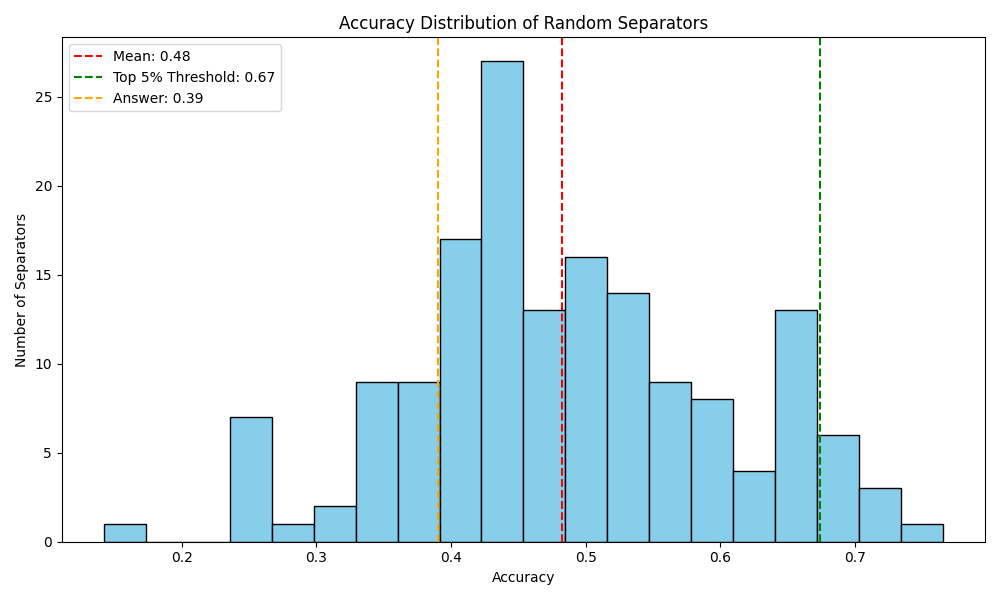 Accuracy Distribution of Random Separators
Mean: 0.48
Top 5% Threshold: 0.67
Answer: 0.39
Number of Separators
25
20
15
10
5
0
0.2 0.3 0.4 0.5 0.6 0.7
Accuracy